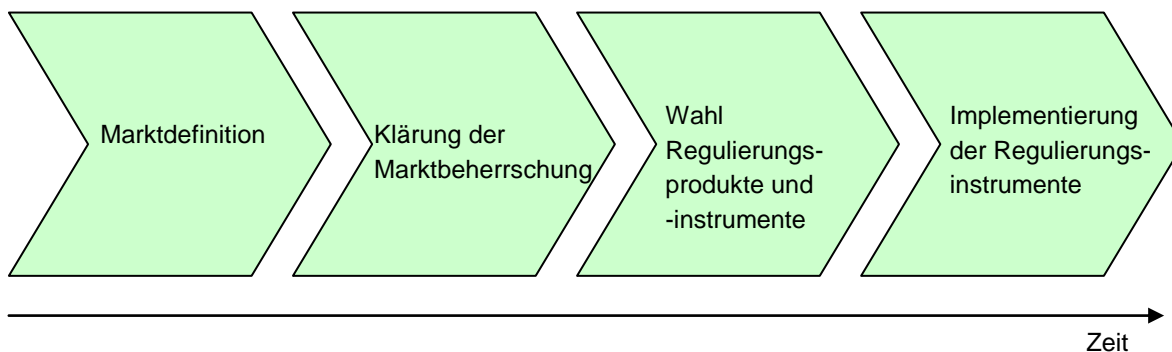 Marktdefinition
Klärung der
Marktbeherrschung
Wahl
Regulierungs-
produkte und
-instrumente
Implementierung
der Regulierungs-
instrumente
Zeit